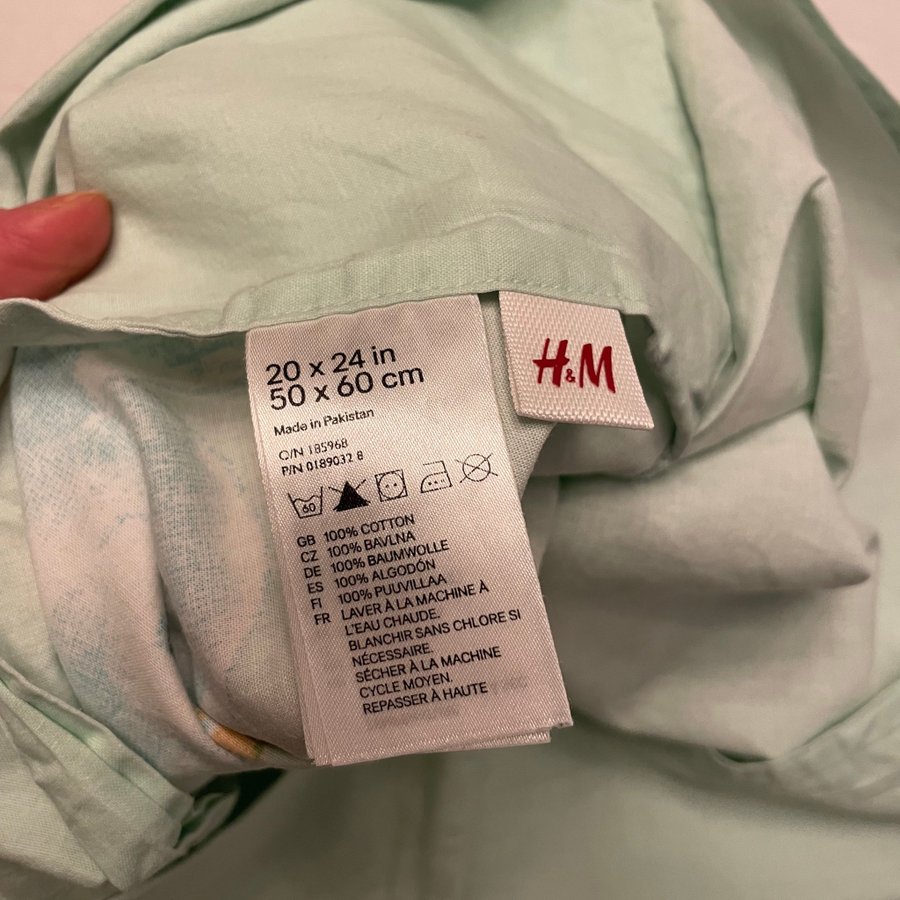 20 x 24 in
50 x 60 cm
Made in Pakistan
O/N 185968
P/N 0189032 8
60
GB 100% COTTON
CZ 100% BAVLNA
DE 100% BAUMWOLLE
ES 100% ALGODÓN
FI 100% PUUVILLAA
FR LAVER À LA MACHINE À
L'EAU CHAUDE.
BLANCHIR SANS CHLORE SI
NÉCESSAIRE.
SÉCHER À LA MACHINE
CYCLE MOYEN.
REPASSER À HAUTE
H&M